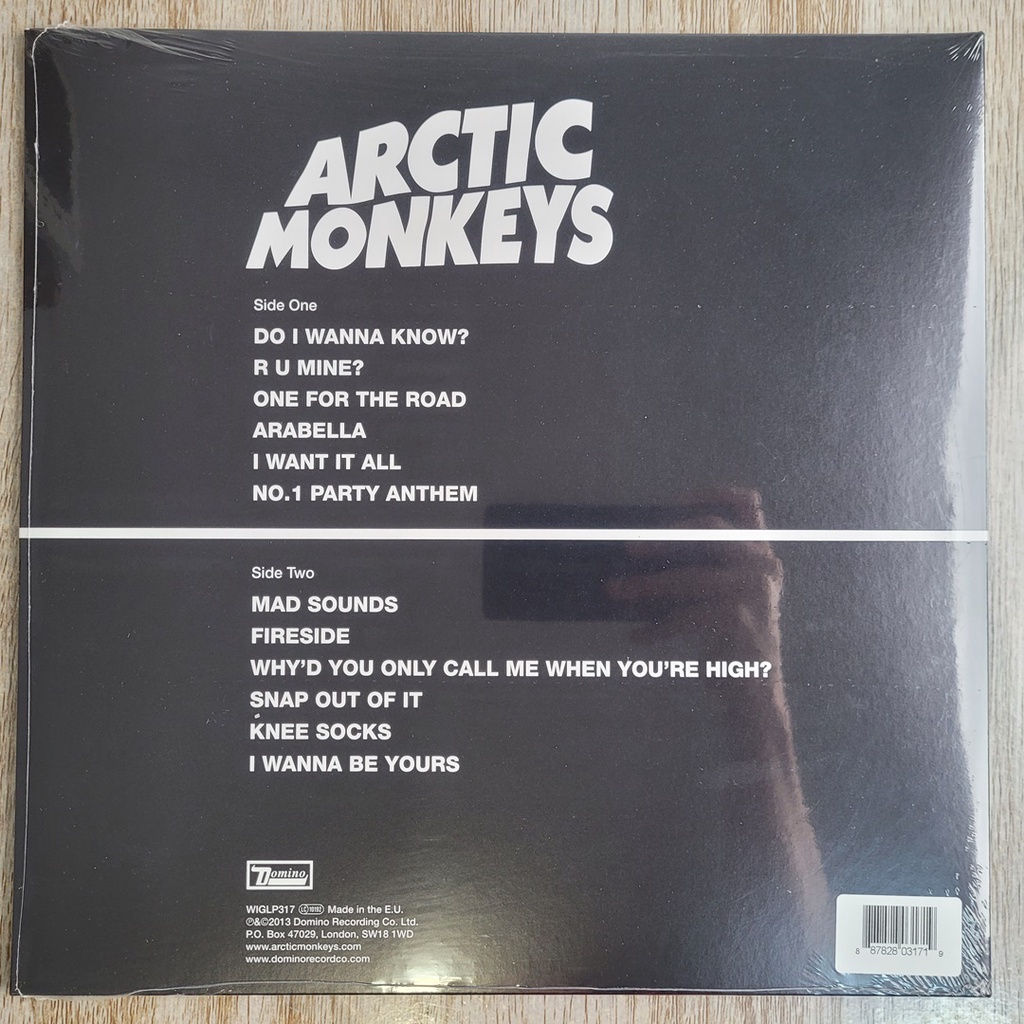 ARCTIC
MONKEYS
Side One
DO I WANNA KNOW?
R U MINE?
ONE FOR THE ROAD
ARABELLA
I WANT IT ALL
NO.1 PARTY ANTHEM
Side Two
MAD SOUNDS
FIRESIDE
WHY'D YOU ONLY CALL ME WHEN YOU'RE HIGH?
SNAP OUT OF IT
KNEE SOCKS
I WANNA BE YOURS
Domino
WIGLP317 LC 10192 Made in the E.U.
℗&©2013 Domino Recording Co. Ltd.
P.O. Box 47029, London, SW18 1WD
www.arcticmonkeys.com
www.dominorecordco.com
8 87828 03171 9